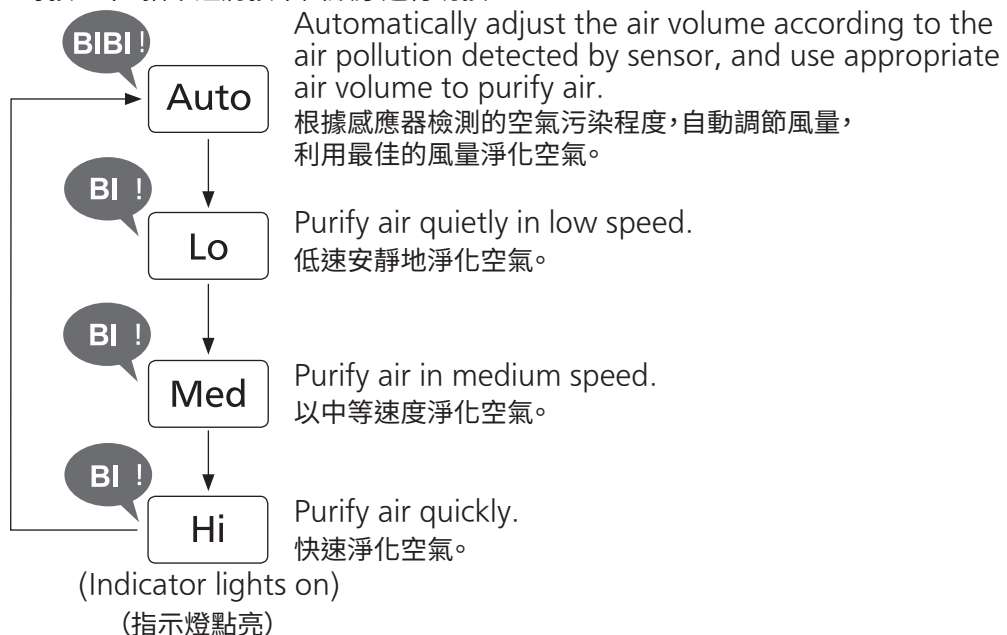 BIBI !
Auto
Automatically adjust the air volume according to the
air pollution detected by sensor, and use appropriate
air volume to purify air.
根據感應器檢測的空氣污染程度，自動調節風量，
利用最佳的風量淨化空氣。
BI !
Lo
Purify air quietly in low speed.
低速安靜地淨化空氣。
BI !
Med
Purify air in medium speed.
以中等速度淨化空氣。
BI !
Hi
Purify air quickly.
快速淨化空氣。
(Indicator lights on)
（指示燈點亮）